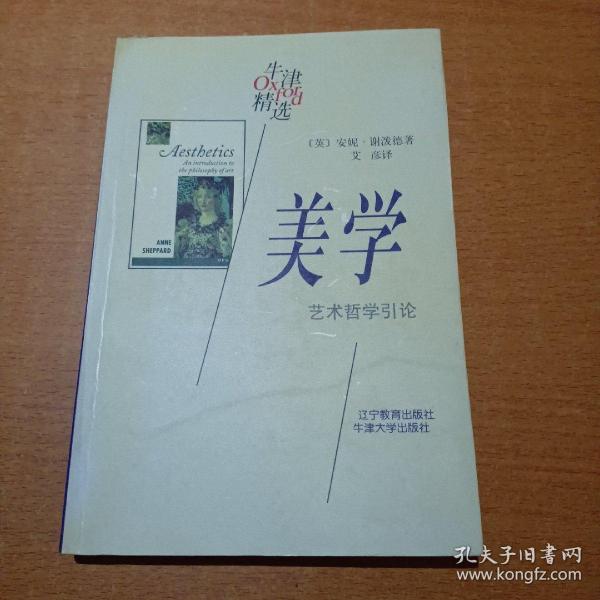 牛津
Oxford
精选
Aesthetics
An introduction to
the philosophy of art
ANNE
SHEPPARD
〔英〕安妮·谢泼德著
艾 彦译
美学
艺术哲学引论
辽宁教育出版社
牛津大学出版社
孔夫子旧书网
www.kongfz.com